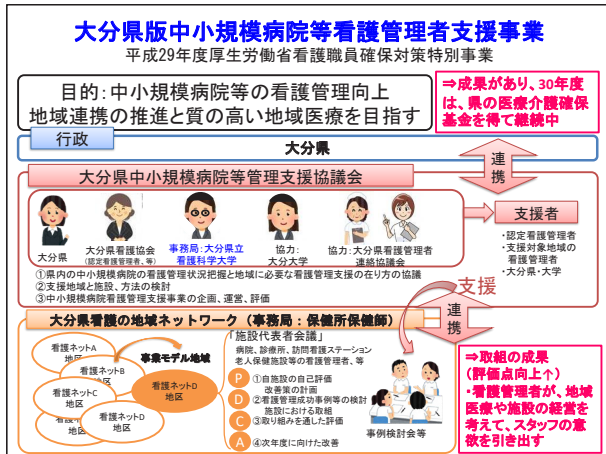 大分県版中小規模病院等看護管理者支援事業
平成29年度厚生労働省看護職員確保対策特別事業
目的:中小規模病院等の看護管理向上
地域連携の推進と質の高い地域医療を目指す
⇒成果があり、30年度
は、県の医療介護確保
基金を得て継続中
行政
大分県
連携
大分県中小規模病院等管理支援協議会
大分県
大分県看護協会
(認定看護管理者、等)
事務局:大分県立
看護科学大学
協力:
大分大学
協力:大分県看護管理者
連絡協議会
①県内の中小規模病院の看護管理状況把握と地域に必要な看護管理支援の在り方の協議
②支援地域と施設、方法の検討
③中小規模病院看護管理支援事業の企画、運営、評価
支援者
・認定看護管理者
・支援対象地域の
看護管理者
・大分県・大学
支援
連携
大分県看護の地域ネットワーク(事務局:保健所保健師)
看護ネットA
地区
看護ネットB
地区
看護ネットC
地区
看護ネットD
地区
事業モデル地域
看護ネットD
地区
「施設代表者会議」
病院、診療所、訪問看護ステーション
老人保健施設等の看護管理者、等
P ①自施設の自己評価
改善策の計画
D ②看護管理成功事例等の検討
施設における取組
C ③取り組みを通した評価
A ④次年度に向けた改善
事例検討会等
⇒取組の成果
(評価点向上↑)
・看護管理者が、地域
医療や施設の経営を
考えて、スタッフの意
欲を引き出す